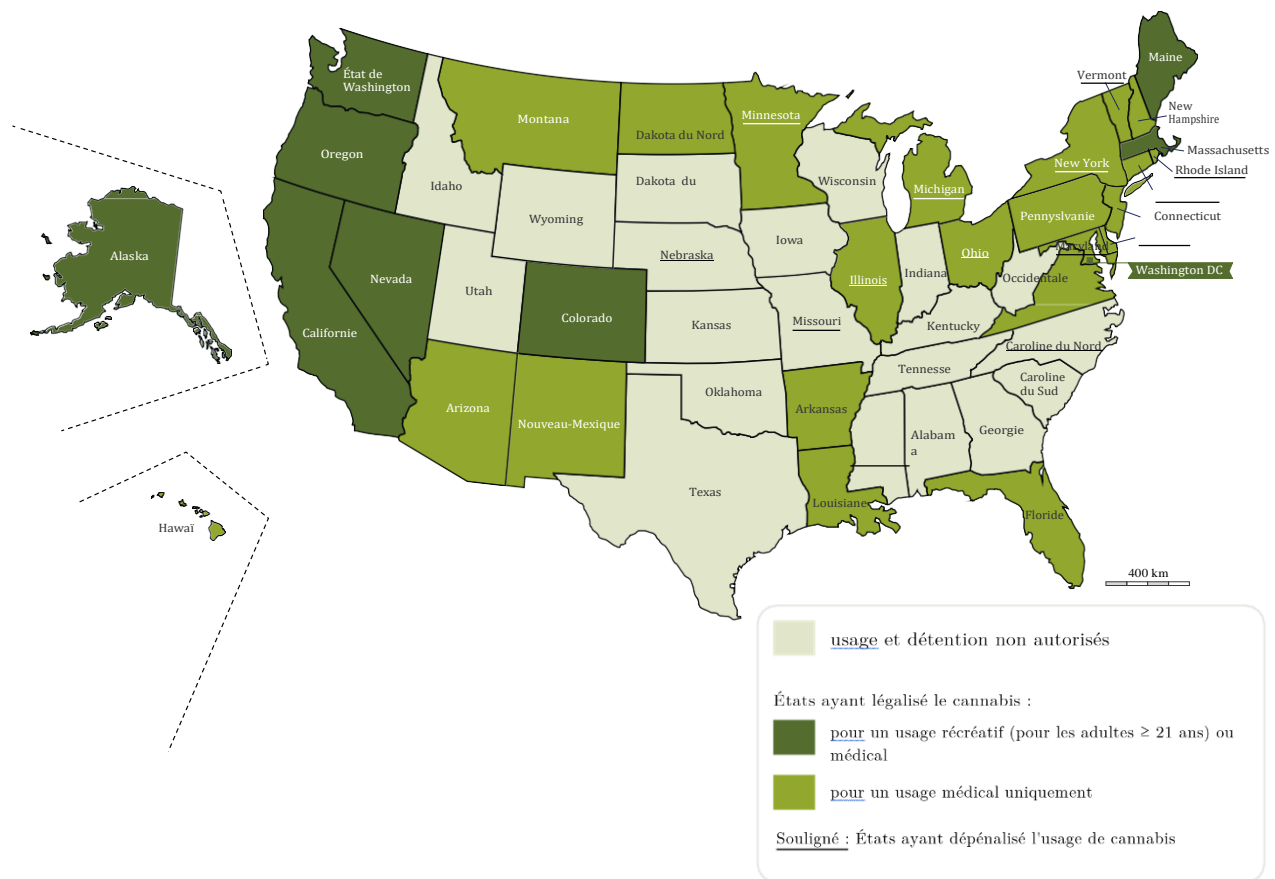 Maine
État de
Washington
Vermont
New
Hampshire
Montana
Minnesota
Dakota du Nord
Oregon
Massachusetts
New York
Rhode Island
Idaho
Dakota du
Wisconsin
Michigan
Wyoming
Pennyslvanie
Connecticut
Iowa
Maryland
Alaska
Nebraska
Ohio
Washington DC
Nevada
Illinois
Indiana
Occidentale
Utah
Colorado
Californie
Kansas
Missouri
Kentucky
Caroline du Nord
Tennesse
Caroline
du Sud
Oklahoma
Arizona
Arkansas
Nouveau-Mexique
Alabam
a
Georgie
Texas
Louisiane
Floride
Hawaï
400 km
usage et détention non autorisés
États ayant légalisé le cannabis :
pour un usage récréatif (pour les adultes ≥ 21 ans) ou
médical
pour un usage médical uniquement
Souligné : États ayant dépénalisé l'usage de cannabis